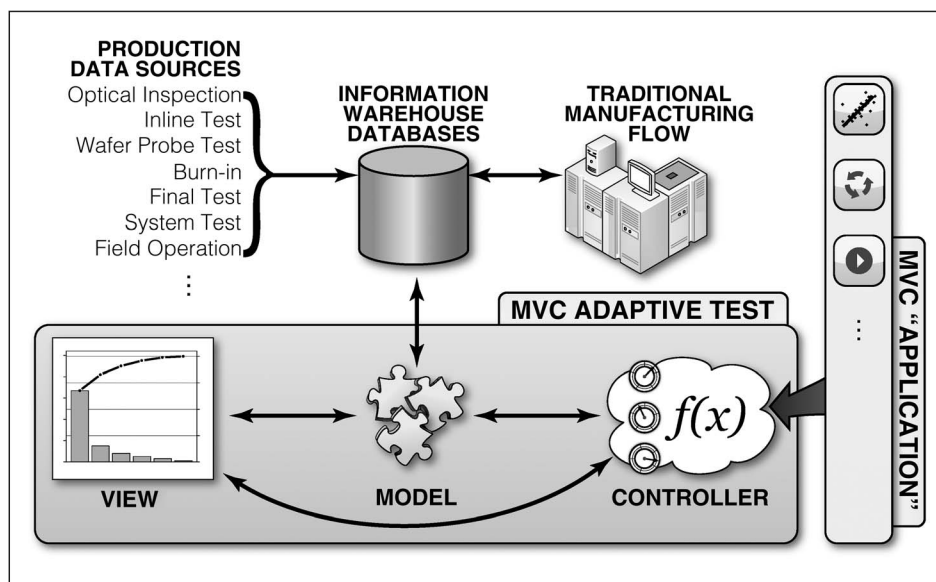 PRODUCTION
DATA SOURCES
Optical Inspection
Inline Test
Wafer Probe Test
Burn-in
Final Test
System Test
Field Operation
⋮
INFORMATION
WAREHOUSE
DATABASES
TRADITIONAL
MANUFACTURING
FLOW
MVC ADAPTIVE TEST
VIEW
MODEL
f(x)
CONTROLLER
⋮
MVC “APPLICATION”